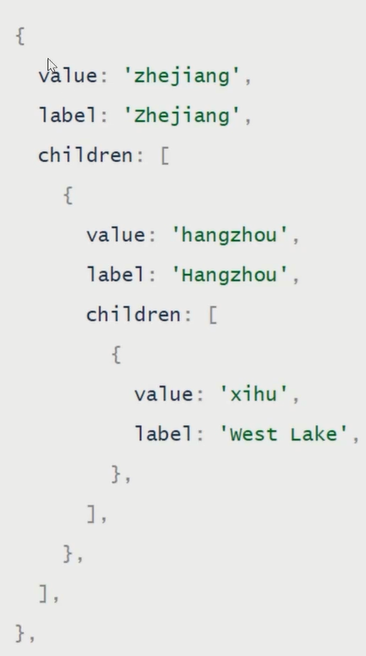 {
  value: 'zhejiang',
  label: 'Zhejiang',
  children: [
    {
      value: 'hangzhou',
      label: 'Hangzhou',
      children: [
        {
          value: 'xihu',
          label: 'West Lake',
        },
      ],
    },
  ],
},